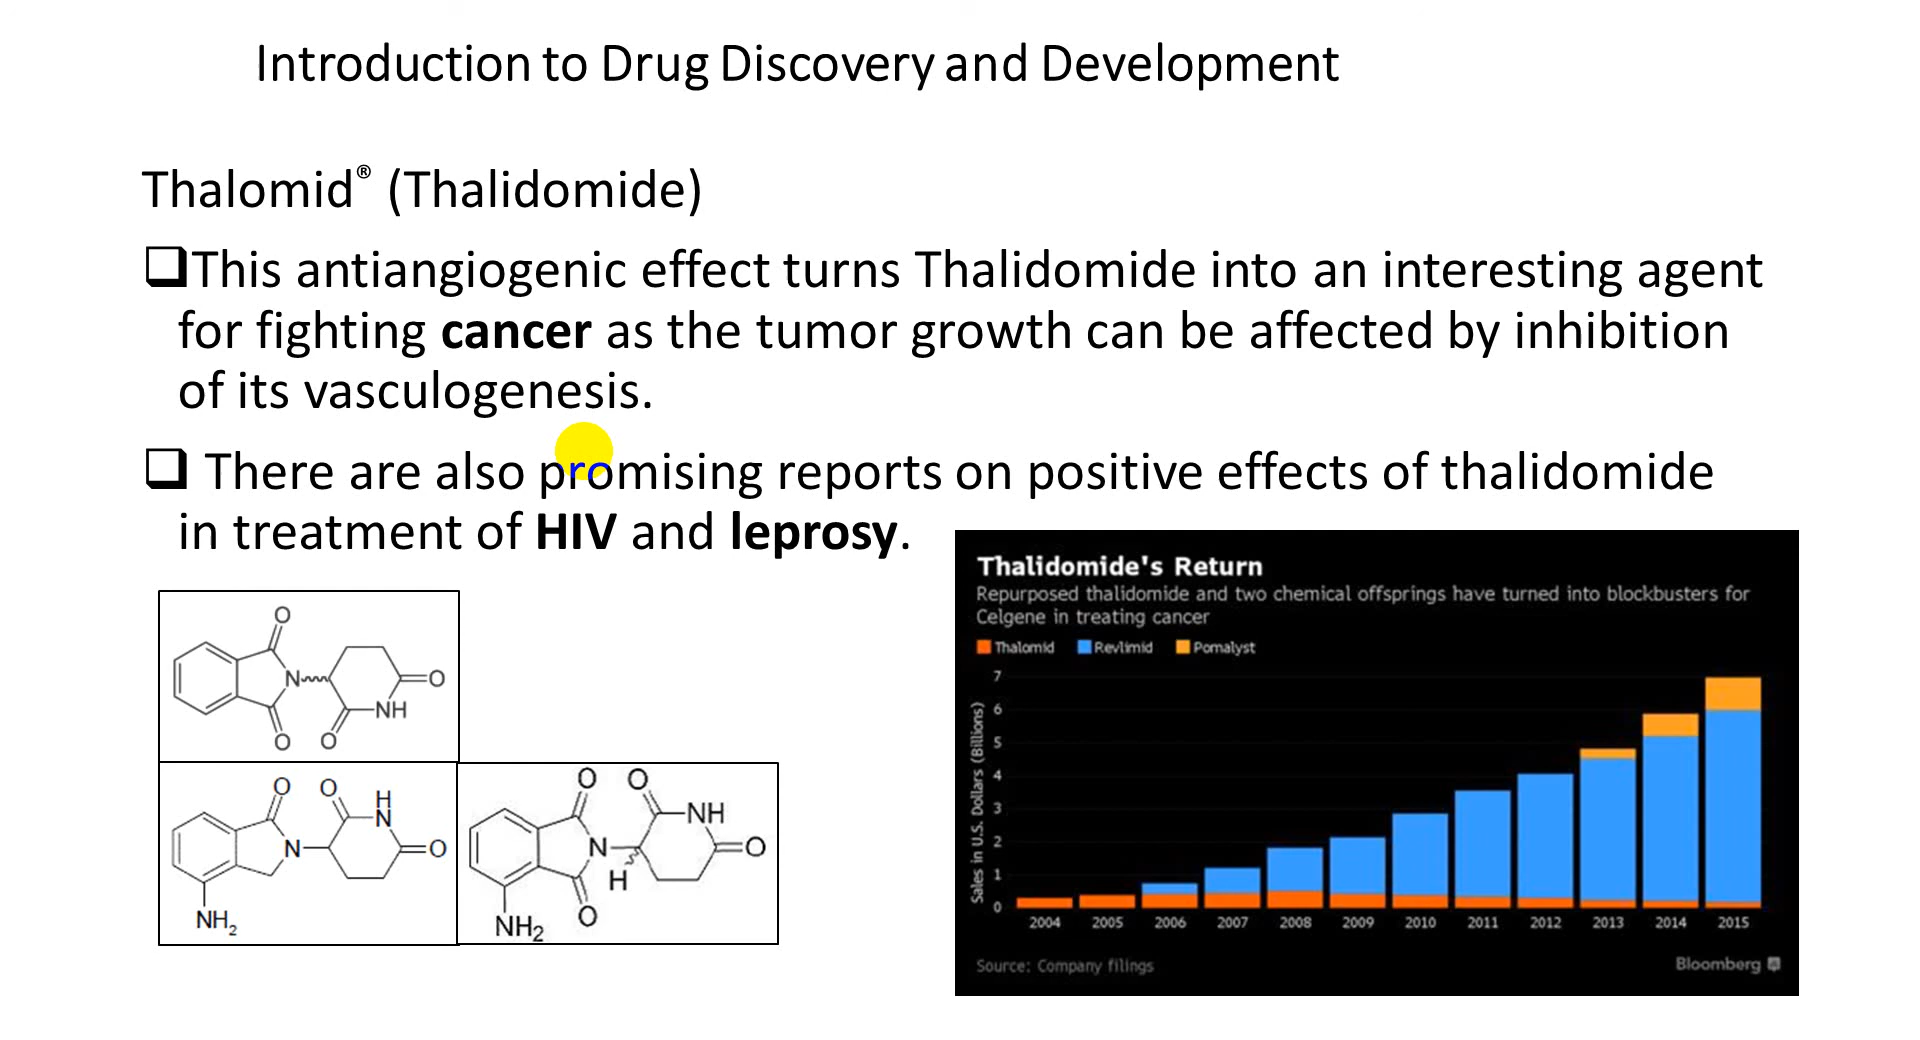 Introduction to Drug Discovery and Development
Thalomid® (Thalidomide)
❑This antiangiogenic effect turns Thalidomide into an interesting agent
for fighting cancer as the tumor growth can be affected by inhibition
of its vasculogenesis.
❑ There are also promising reports on positive effects of thalidomide
in treatment of HIV and leprosy.
O
N
O
NH
O
O
O
O
H
N
N
O
NH2
O
O
NH
N
O
H
O
NH2
Thalidomide's Return
Repurposed thalidomide and two chemical offsprings have turned into blockbusters for
Celgene in treating cancer
Thalomid Revlimid Pomalyst
Sales in U.S. Dollars (Billions)
7
6
5
4
3
2
1
0
2004 2005 2006 2007 2008 2009 2010 2011 2012 2013 2014 2015
Source: Company filings
Bloomberg